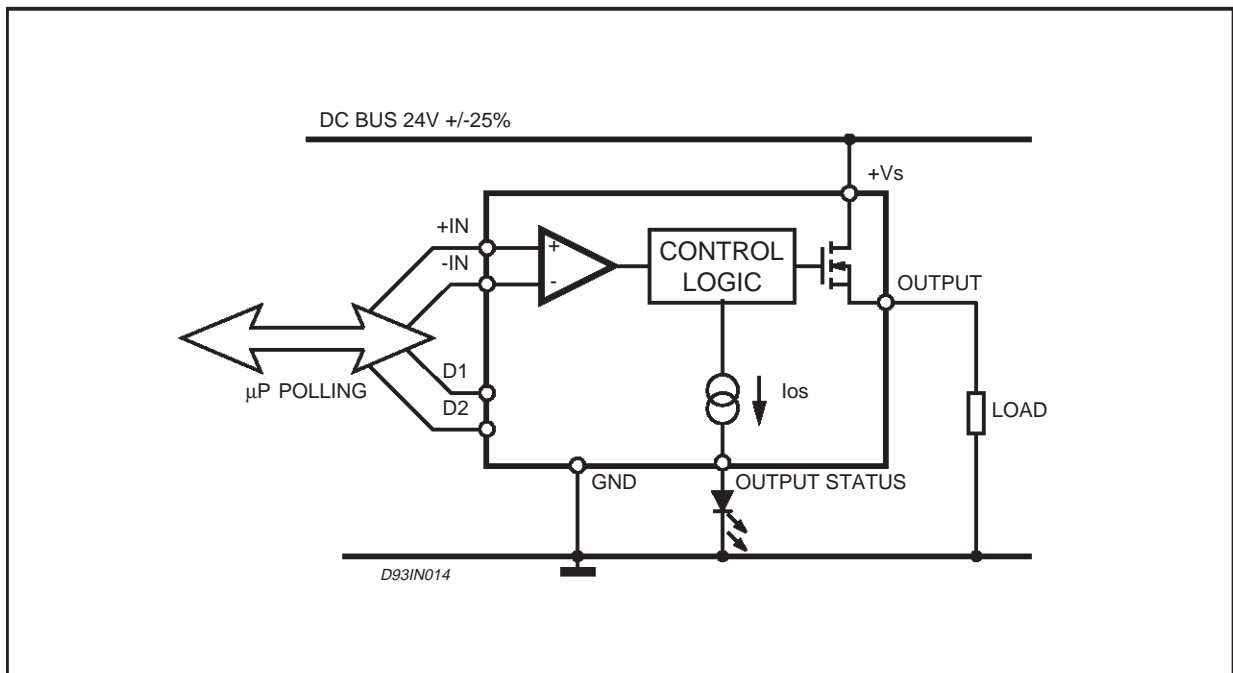 DC BUS 24V +/-25%
+Vs
+IN
-IN
+
-
CONTROL
LOGIC
OUTPUT
µP POLLING
D1
D2
Ios
LOAD
GND
OUTPUT STATUS
D93IN014